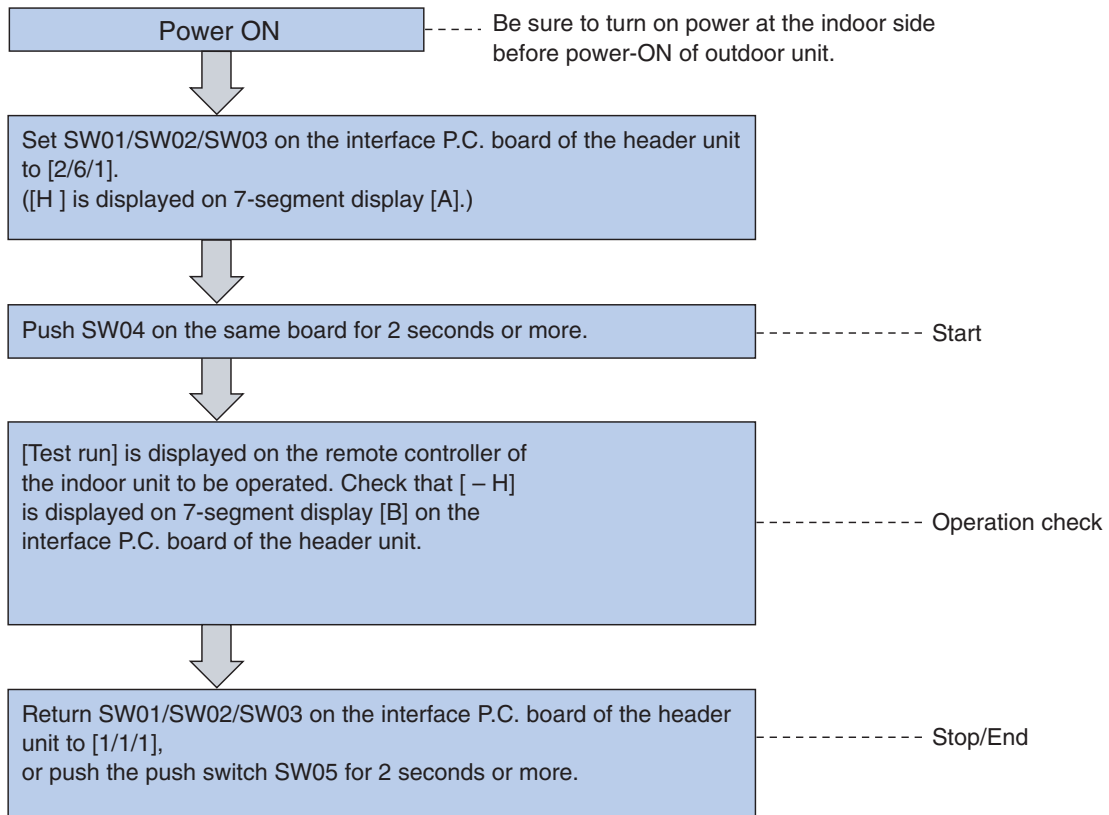 Power ON
Be sure to turn on power at the indoor side
before power-ON of outdoor unit.
Set SW01/SW02/SW03 on the interface P.C. board of the header unit
to [2/6/1].
([H ] is displayed on 7-segment display [A].)
Push SW04 on the same board for 2 seconds or more.
Start
[Test run] is displayed on the remote controller of
the indoor unit to be operated. Check that [ – H]
is displayed on 7-segment display [B] on the
interface P.C. board of the header unit.
Operation check
Return SW01/SW02/SW03 on the interface P.C. board of the header
unit to [1/1/1],
or push the push switch SW05 for 2 seconds or more.
Stop/End